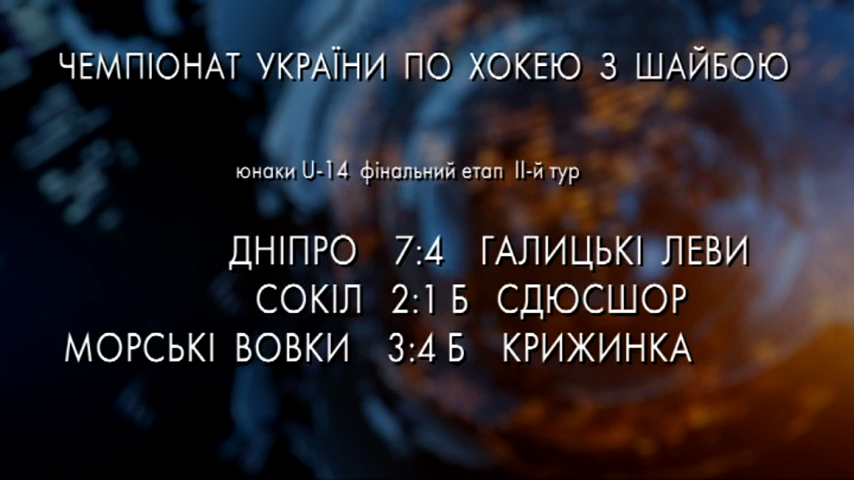 ЧЕМПІОНАТ УКРАЇНИ ПО ХОКЕЮ З ШАЙБОЮ
юнаки U-14 фінальний етап II-й тур
ДНІПРО 7:4 ГАЛИЦЬКІ ЛЕВИ
СОКІЛ 2:1 Б СДЮСШОР
МОРСЬКІ ВОВКИ 3:4 Б КРИЖИНКА